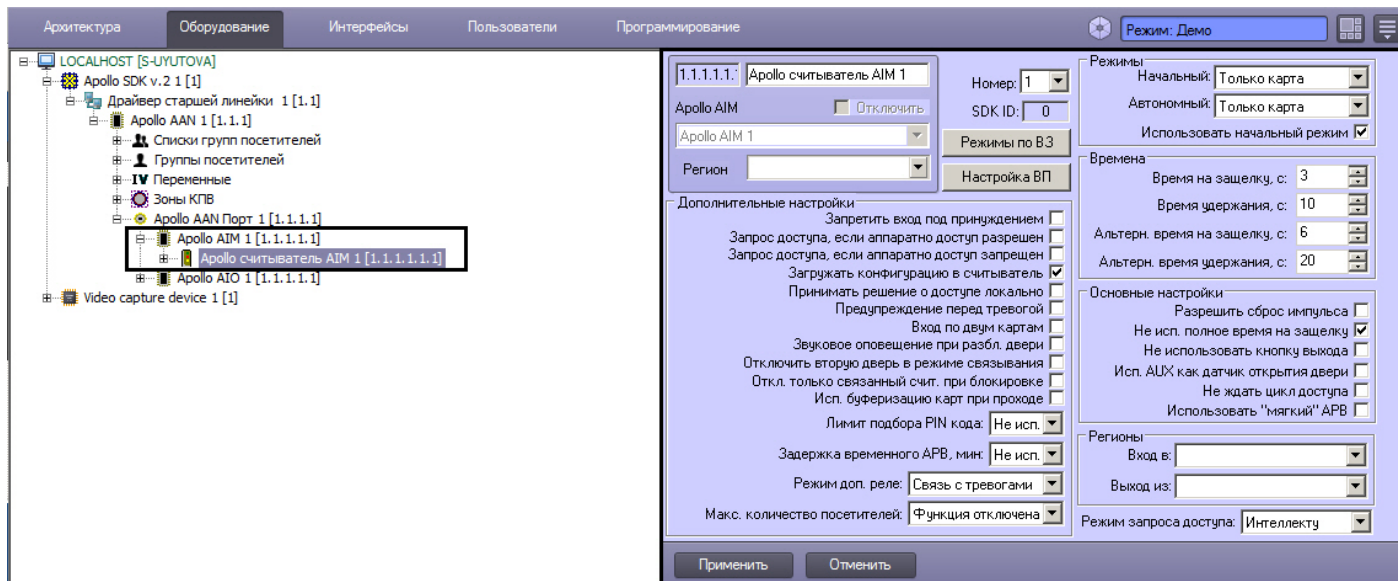 Архитектура Оборудование Интерфейсы Пользователи Программирование Режим: Демо
LOCALHOST [S-UYUTOVA]
Apollo SDK v.2 1 [1]
Драйвер старшей линейки 1 [1.1]
Apollo AAN 1 [1.1.1]
Списки групп посетителей
Группы посетителей
Переменные
Зоны КПВ
Apollo AAN Порт 1 [1.1.1.1]
Apollo AIM 1 [1.1.1.1.1]
Apollo считыватель AIM 1 [1.1.1.1.1.1]
Apollo AIO 1 [1.1.1.1.1]
Video capture device 1 [1]
1.1.1.1.1. Apollo считыватель AIM 1
Номер: 1
Apollo AIM Отключить
SDK ID: 0
Apollo AIM 1
Режимы по ВЗ
Регион
Настройка ВП
Дополнительные настройки
Запретить вход под принуждением
Запрос доступа, если аппаратно доступ разрешен
Запрос доступа, если аппаратно доступ запрещен
Загружать конфигурацию в считыватель
Принимать решение о доступе локально
Предупреждение перед тревогой
Вход по двум картам
Звуковое оповещение при разбл. двери
Отключить вторую дверь в режиме связывания
Откл. только связанный счит. при блокировке
Исп. буферизацию карт при проходе
Лимит подбора PIN кода: Не исп.
Задержка временного APB, мин: Не исп.
Режим доп. реле: Связь с тревогами
Макс. количество посетителей: Функция отключена
Режимы
Начальный: Только карта
Автономный: Только карта
Использовать начальный режим
Времена
Время на защелку, с: 3
Время удержания, с: 10
Альтерн. время на защелку, с: 6
Альтерн. время удержания, с: 20
Основные настройки
Разрешить сброс импульса
Не исп. полное время на защелку
Не использовать кнопку выхода
Исп. AUX как датчик открытия двери
Не ждать цикл доступа
Использовать "мягкий" APB
Регионы
Вход в:
Выход из:
Режим запроса доступа: Интеллекту
Применить Отменить